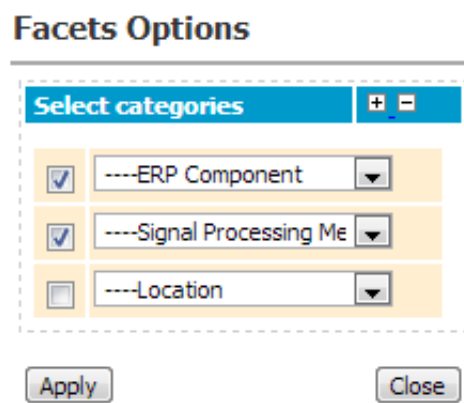 Facets Options
Select categories
----ERP Component
----Signal Processing Me
----Location
Apply Close